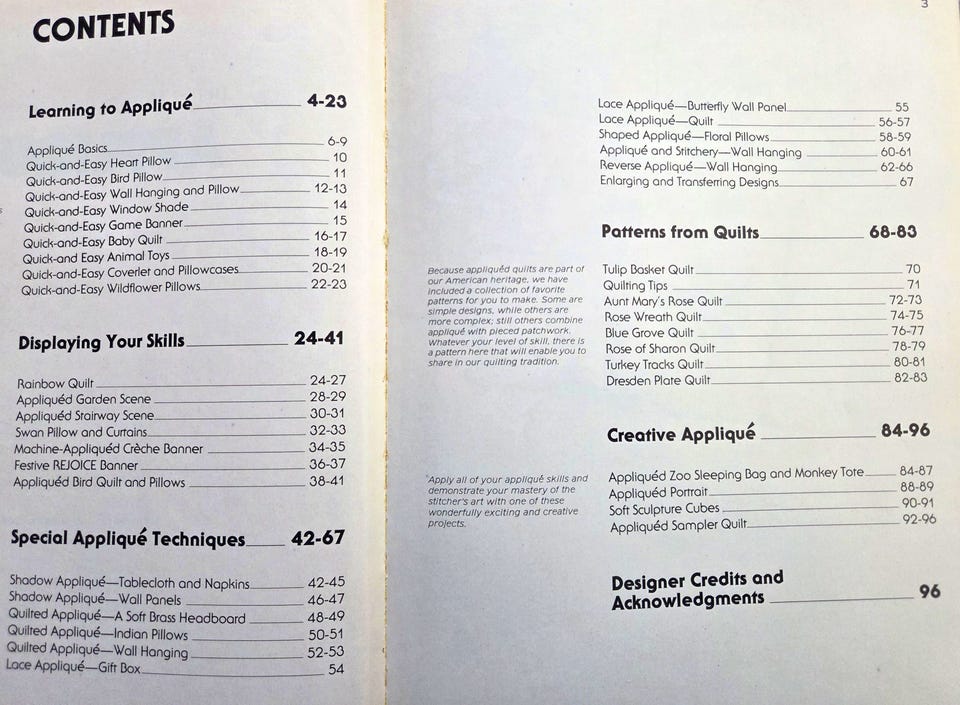 CONTENTS
Learning to Appliqué 4-23
Appliqué Basics 6-9
Quick-and-Easy Heart Pillow 10
Quick-and-Easy Bird Pillow 11
Quick-and-Easy Wall Hanging and Pillow 12-13
Quick-and-Easy Window Shade 14
Quick-and-Easy Game Banner 15
Quick-and-Easy Baby Quilt 16-17
Quick-and-Easy Animal Toys 18-19
Quick-and-Easy Coverlet and Pillowcases 20-21
Quick-and-Easy Wildflower Pillows 22-23
Displaying Your Skills 24-41
Rainbow Quilt 24-27
Appliquéd Garden Scene 28-29
Appliquéd Stairway Scene 30-31
Swan Pillow and Curtains 32-33
Machine-Appliquéd Crèche Banner 34-35
Festive REJOICE Banner 36-37
Appliquéd Bird Quilt and Pillows 38-41
Special Appliqué Techniques 42-67
Shadow Appliqué—Tablecloth and Napkins 42-45
Shadow Appliqué—Wall Panels 46-47
Quilted Appliqué—A Soft Brass Headboard 48-49
Quilted Appliqué—Indian Pillows 50-51
Quilted Appliqué—Wall Hanging 52-53
Lace Appliqué—Gift Box 54
3
Lace Appliqué—Butterfly Wall Panel 55
Lace Appliqué—Quilt 56-57
Shaped Appliqué—Floral Pillows 58-59
Appliqué and Stitchery—Wall Hanging 60-61
Reverse Appliqué—Wall Hanging 62-66
Enlarging and Transferring Designs 67
Patterns from Quilts 68-83
Because appliquéd quilts are part of
our American heritage, we have
included a collection of favorite
patterns for you to make. Some are
simple designs, while others are
more complex; still others combine
appliqué with pieced patchwork.
Whatever your level of skill, there is
a pattern here that will enable you to
share in our quilting tradition.
Tulip Basket Quilt 70
Quilting Tips 71
Aunt Mary's Rose Quilt 72-73
Rose Wreath Quilt 74-75
Blue Grove Quilt 76-77
Rose of Sharon Quilt 78-79
Turkey Tracks Quilt 80-81
Dresden Plate Quilt 82-83
Creative Appliqué 84-96
Apply all of your appliqué skills and
demonstrate your mastery of the
stitcher's art with one of these
wonderfully exciting and creative
projects.
Appliquéd Zoo Sleeping Bag and Monkey Tote 84-87
Appliquéd Portrait 88-89
Soft Sculpture Cubes 90-91
Appliquéd Sampler Quilt 92-96
Designer Credits and
Acknowledgments 96